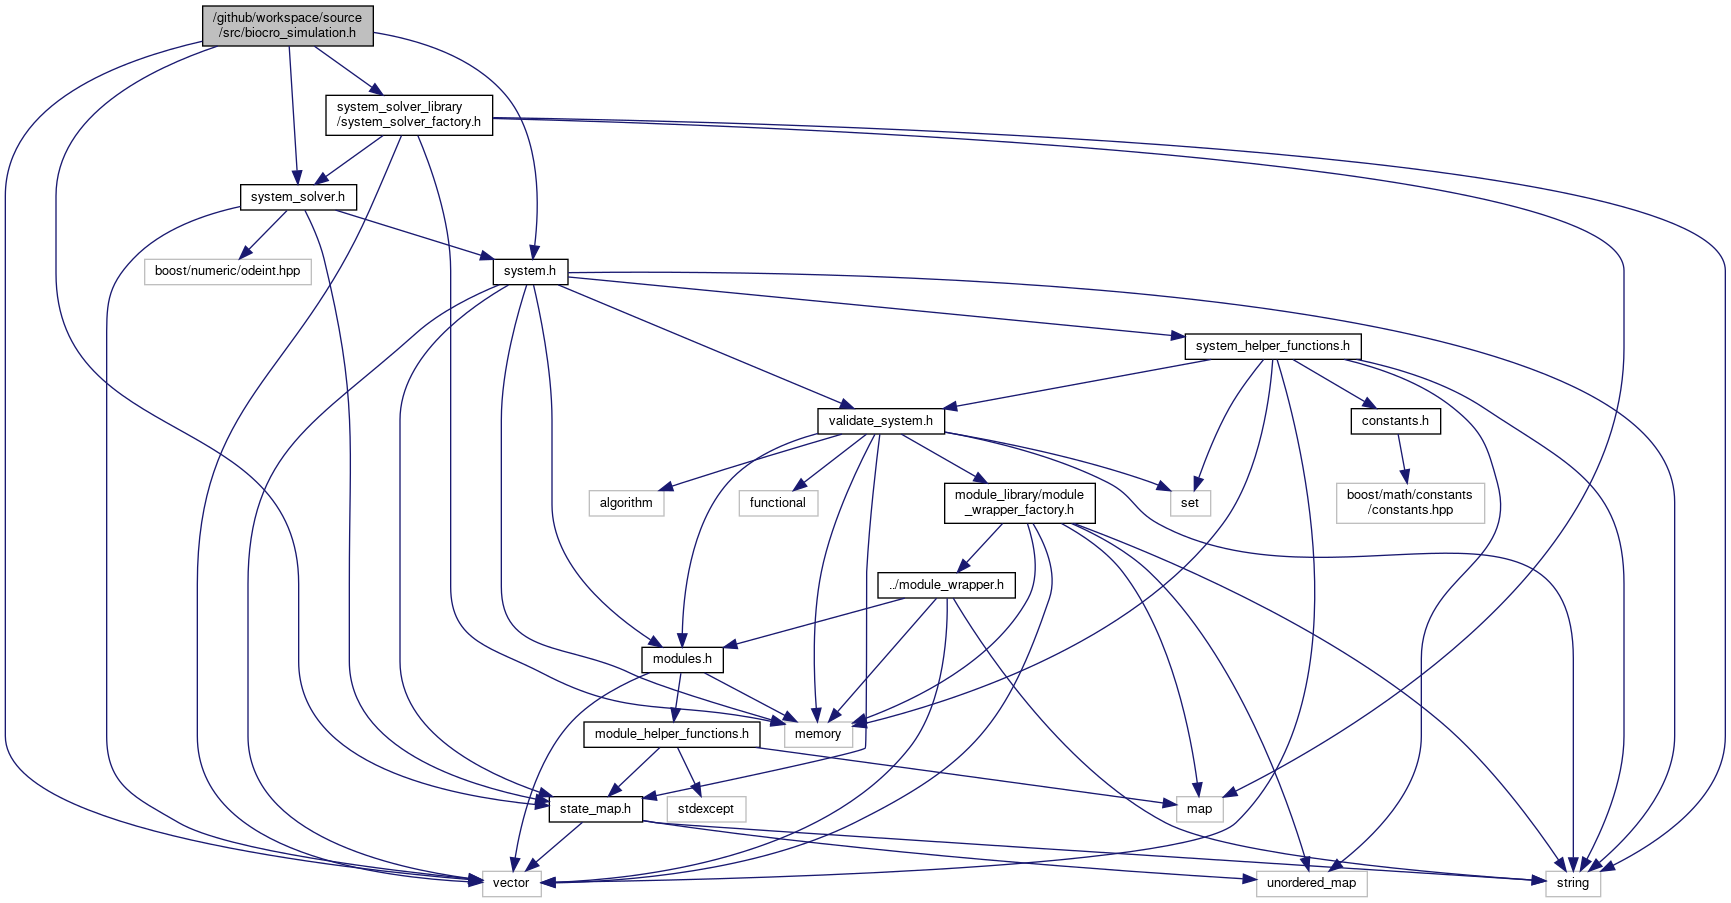 /github/workspace/source
/src/biocro_simulation.h
system_solver_library
/system_solver_factory.h
system_solver.h
boost/numeric/odeint.hpp
system.h
system_helper_functions.h
validate_system.h
constants.h
algorithm
functional
module_library/module
_wrapper_factory.h
set
boost/math/constants
/constants.hpp
../module_wrapper.h
modules.h
module_helper_functions.h
memory
state_map.h
stdexcept
map
vector
unordered_map
string